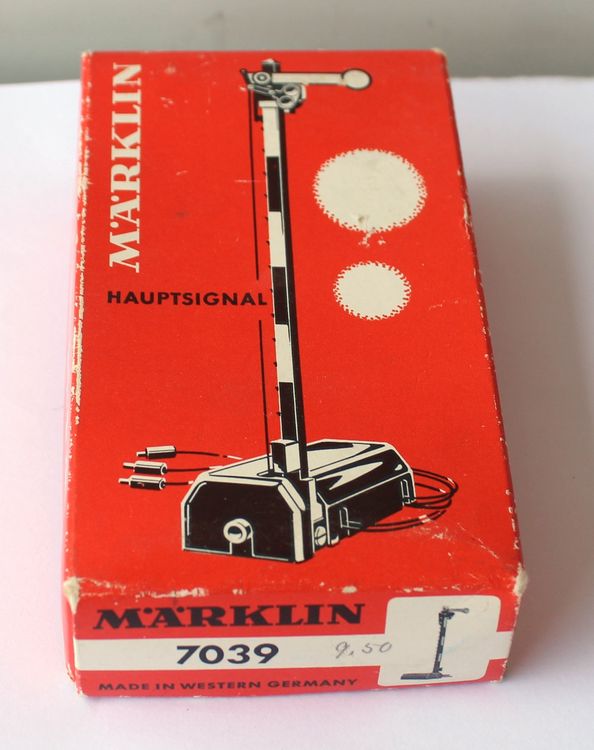 MÄRKLIN
HAUPTSIGNAL
MÄRKLIN
7039 9,50
MADE IN WESTERN GERMANY